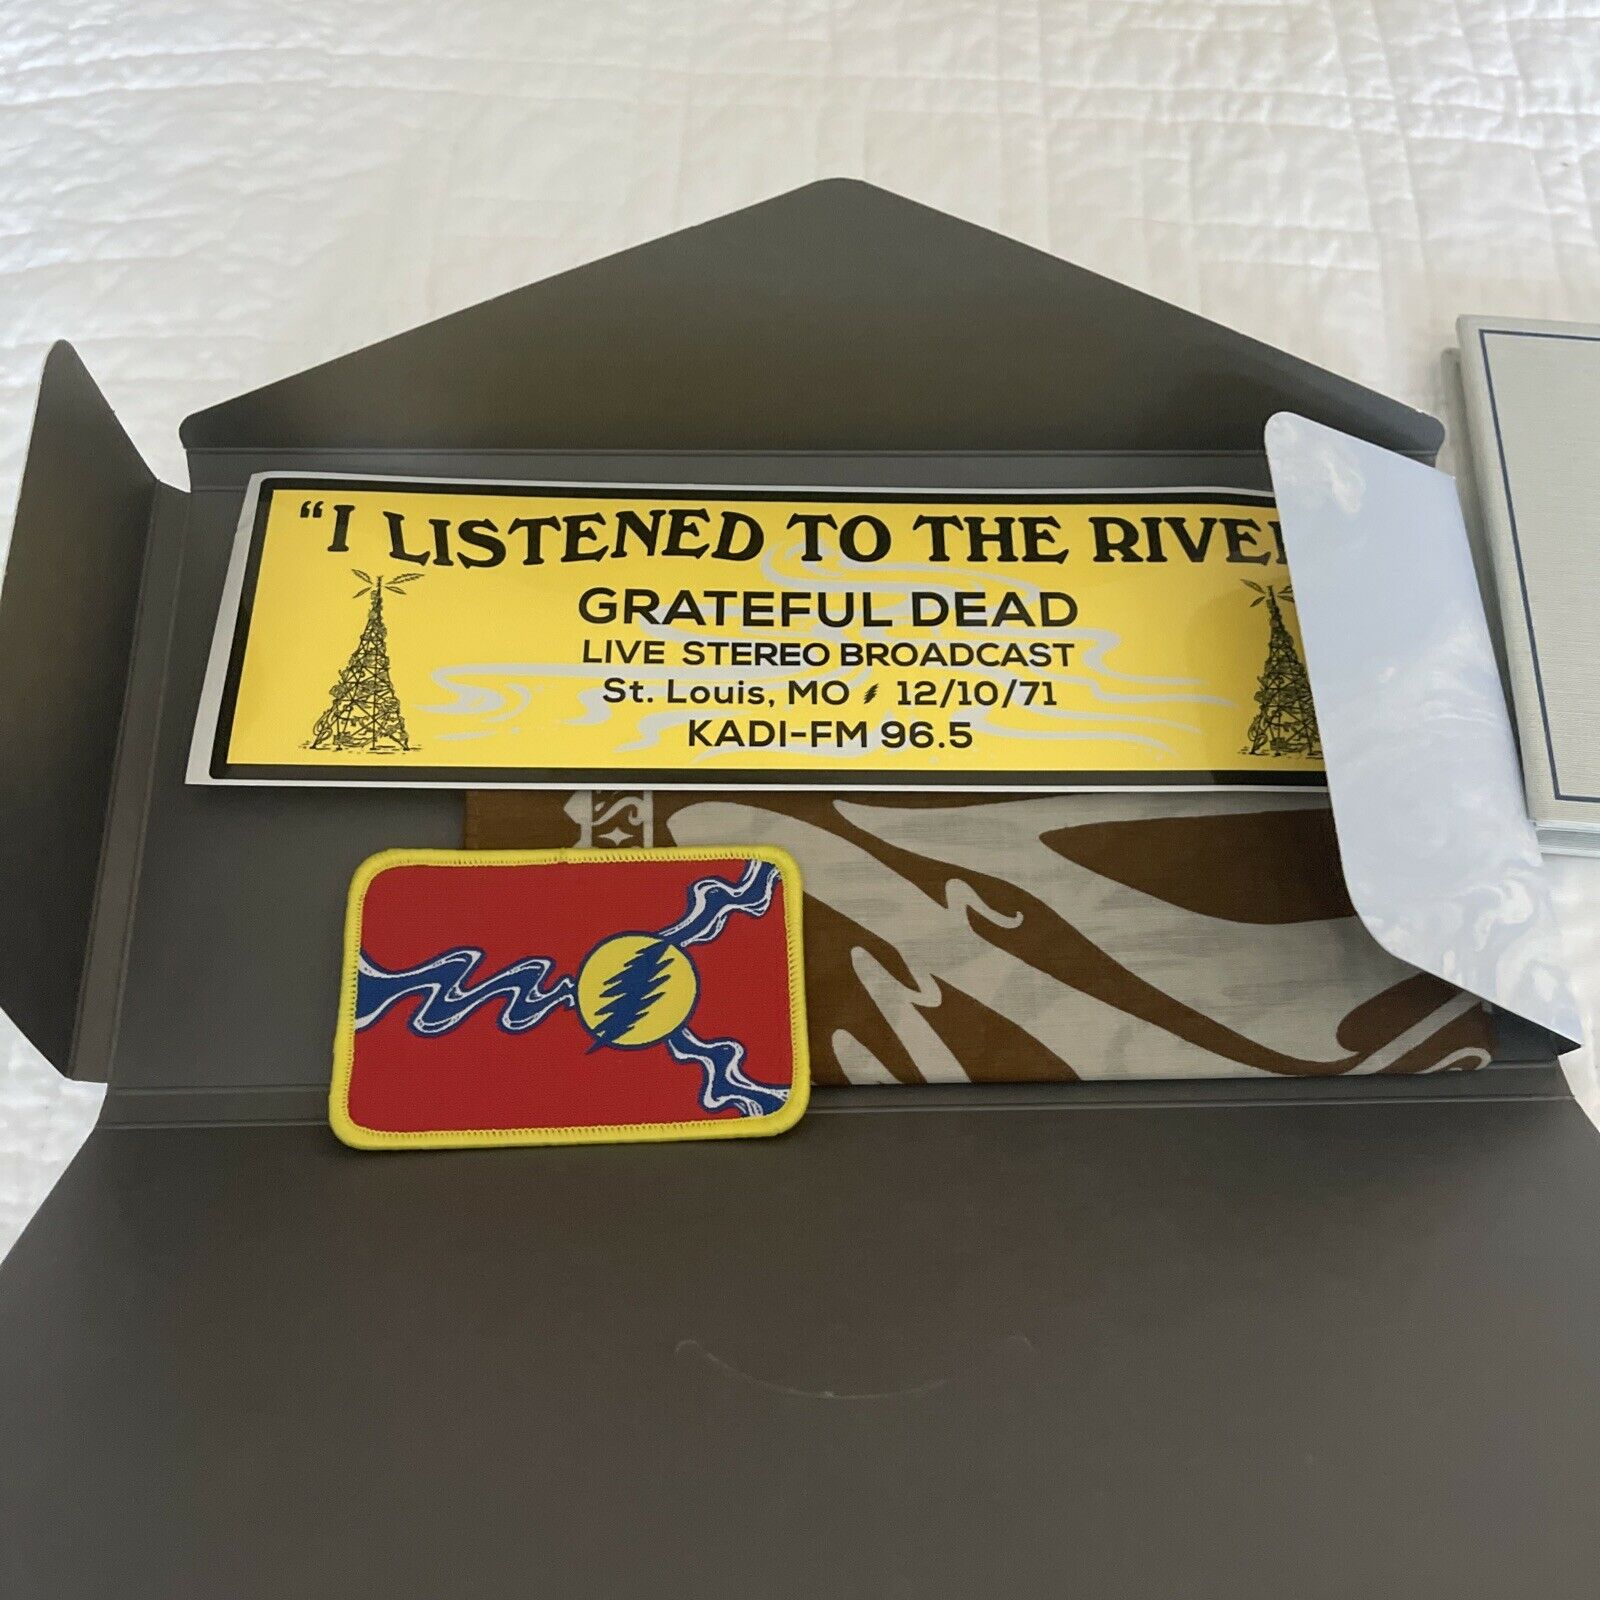 “I LISTENED TO THE RIVE
GRATEFUL DEAD
LIVE STEREO BROADCAST
St. Louis, MO 12/10/71
KADI-FM 96.5